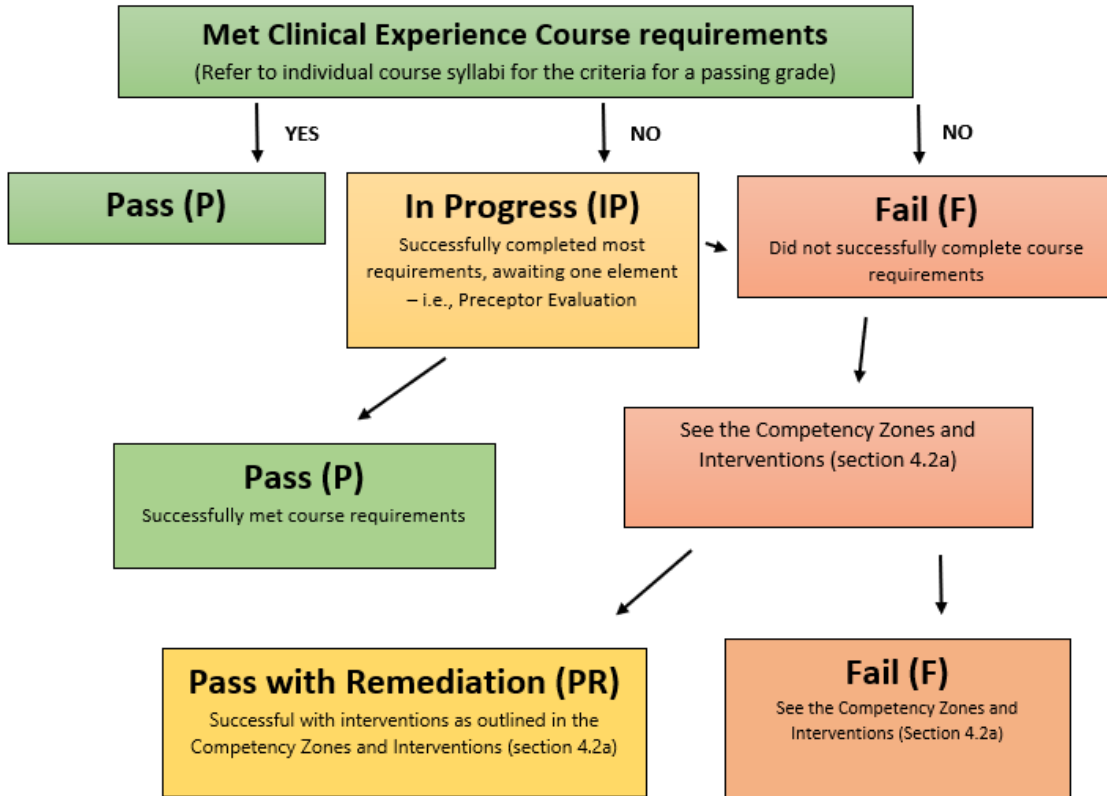 Met Clinical Experience Course requirements
(Refer to individual course syllabi for the criteria for a passing grade)
YES
NO
NO
Pass (P)
In Progress (IP)
Successfully completed most
requirements, awaiting one element
– i.e., Preceptor Evaluation
Fail (F)
Did not successfully complete course
requirements
Pass (P)
Successfully met course requirements
See the Competency Zones and
Interventions (section 4.2a)
Pass with Remediation (PR)
Successful with interventions as outlined in the
Competency Zones and Interventions (section 4.2a)
Fail (F)
See the Competency Zones and
Interventions (Section 4.2a)